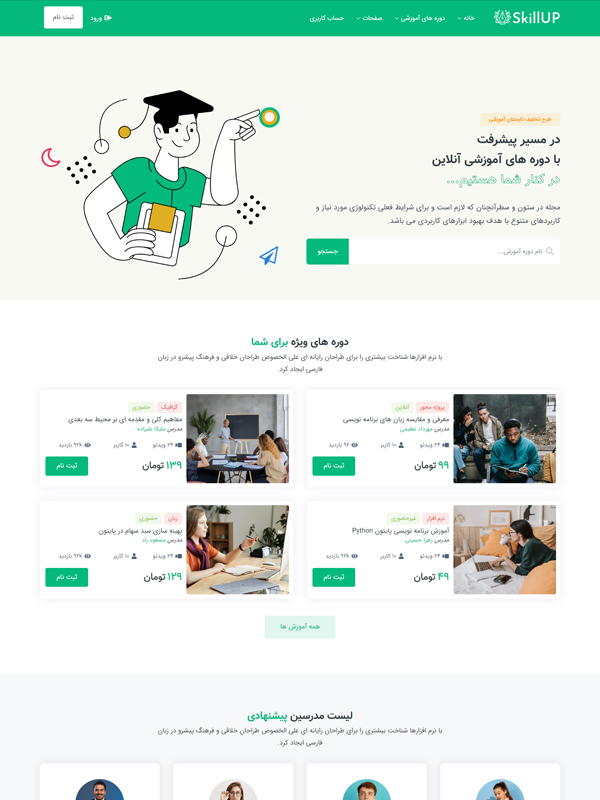 SkillUP
خانه
دوره های آموزشی
صفحات
حساب کاربری
ورود
ثبت نام
طرح تخفیف تابستان آموزشی
در مسیر پیشرفت
با دوره های آموزشی آنلاین
در کنار شما هستیم...
مجله در ستون و سطرآنچنان که لازم است و برای شرایط فعلی تکنولوژی مورد نیاز و
کاربردهای متنوع با هدف بهبود ابزارهای کاربردی می باشد.
نام دوره آموزش...
جستجو
دوره های ویژه برای شما
با نرم افزارها شناخت بیشتری را برای طراحان رایانه ای علی الخصوص طراحان خلاقی و فرهنگ پیشرو در زبان
فارسی ایجاد کرد.
پروژه محور
آنلاین
معرفی و مقایسه زبان های برنامه نویسی
مدرس مهرداد عظیمی
۲۴ ویدئو
۱۰ کاربر
۹۲ بازدید
۹۹ تومان
ثبت نام
گرافیک
حضوری
مفاهیم کلی و مقدمه ای بر محیط سه بعدی
مدرس ملیکا علیزاده
۲۴ ویدئو
۱۰ کاربر
۹۲k بازدید
۱۳۹ تومان
ثبت نام
نرم افزار
غیرحضوری
آموزش برنامه نویسی پایتون Python
مدرس زهرا حسینی
۲۴ ویدئو
۱۰ کاربر
۹۲k بازدید
۴۹ تومان
ثبت نام
زبان
حضوری
بهینه سازی سبد سهام در پایتون
مدرس مسعود راد
۲۴ ویدئو
۱۰ کاربر
۹۲k بازدید
۱۲۹ تومان
ثبت نام
همه آموزش ها
لیست مدرسین پیشنهادی
با نرم افزارها شناخت بیشتری را برای طراحان رایانه ای علی الخصوص طراحان خلاقی و فرهنگ پیشرو در زبان
فارسی ایجاد کرد.